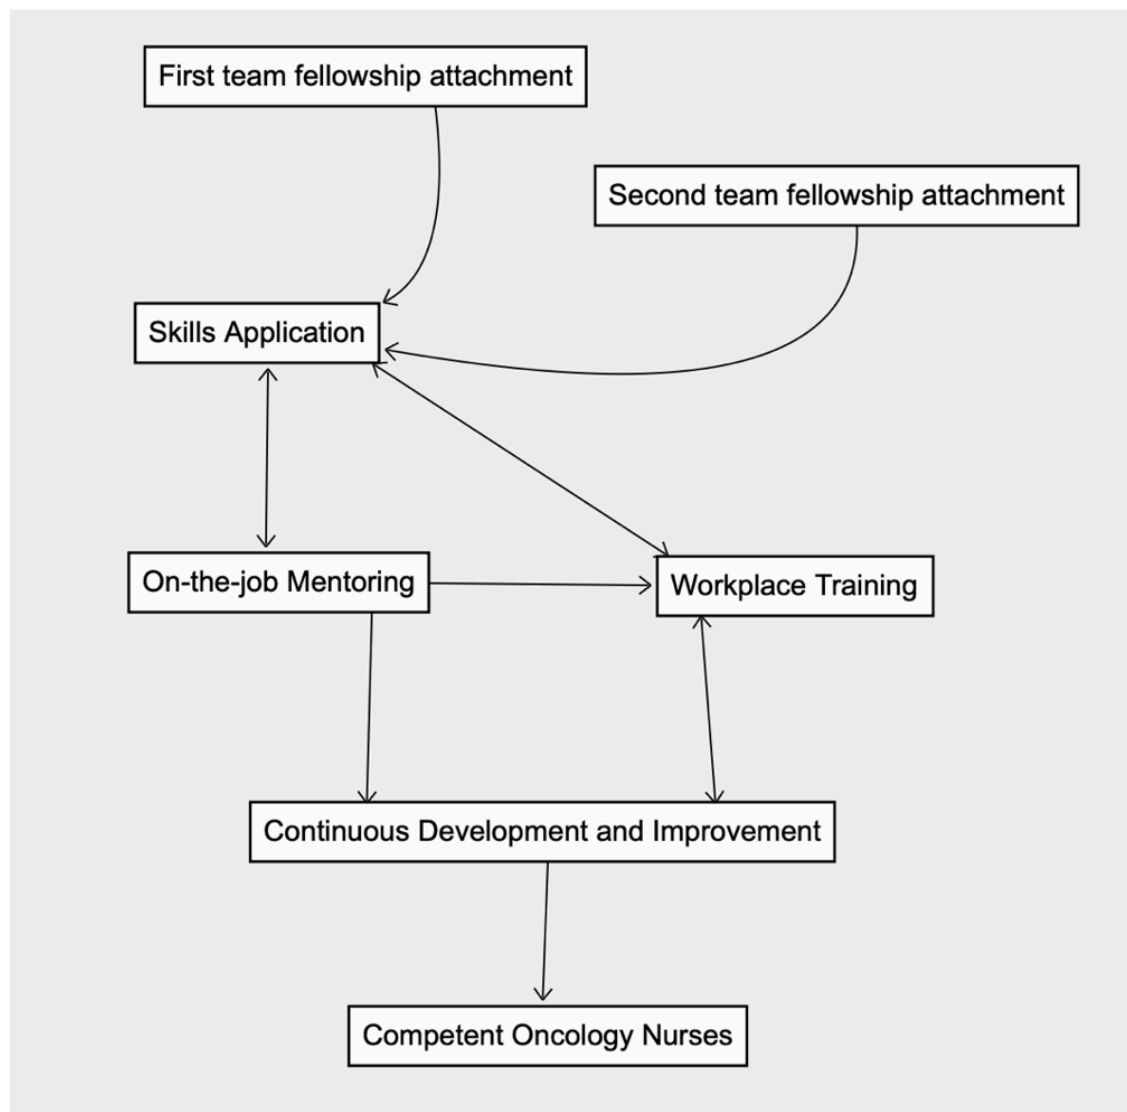 First team fellowship attachment
Second team fellowship attachment
Skills Application
On-the-job Mentoring
Workplace Training
Continuous Development and Improvement
Competent Oncology Nurses